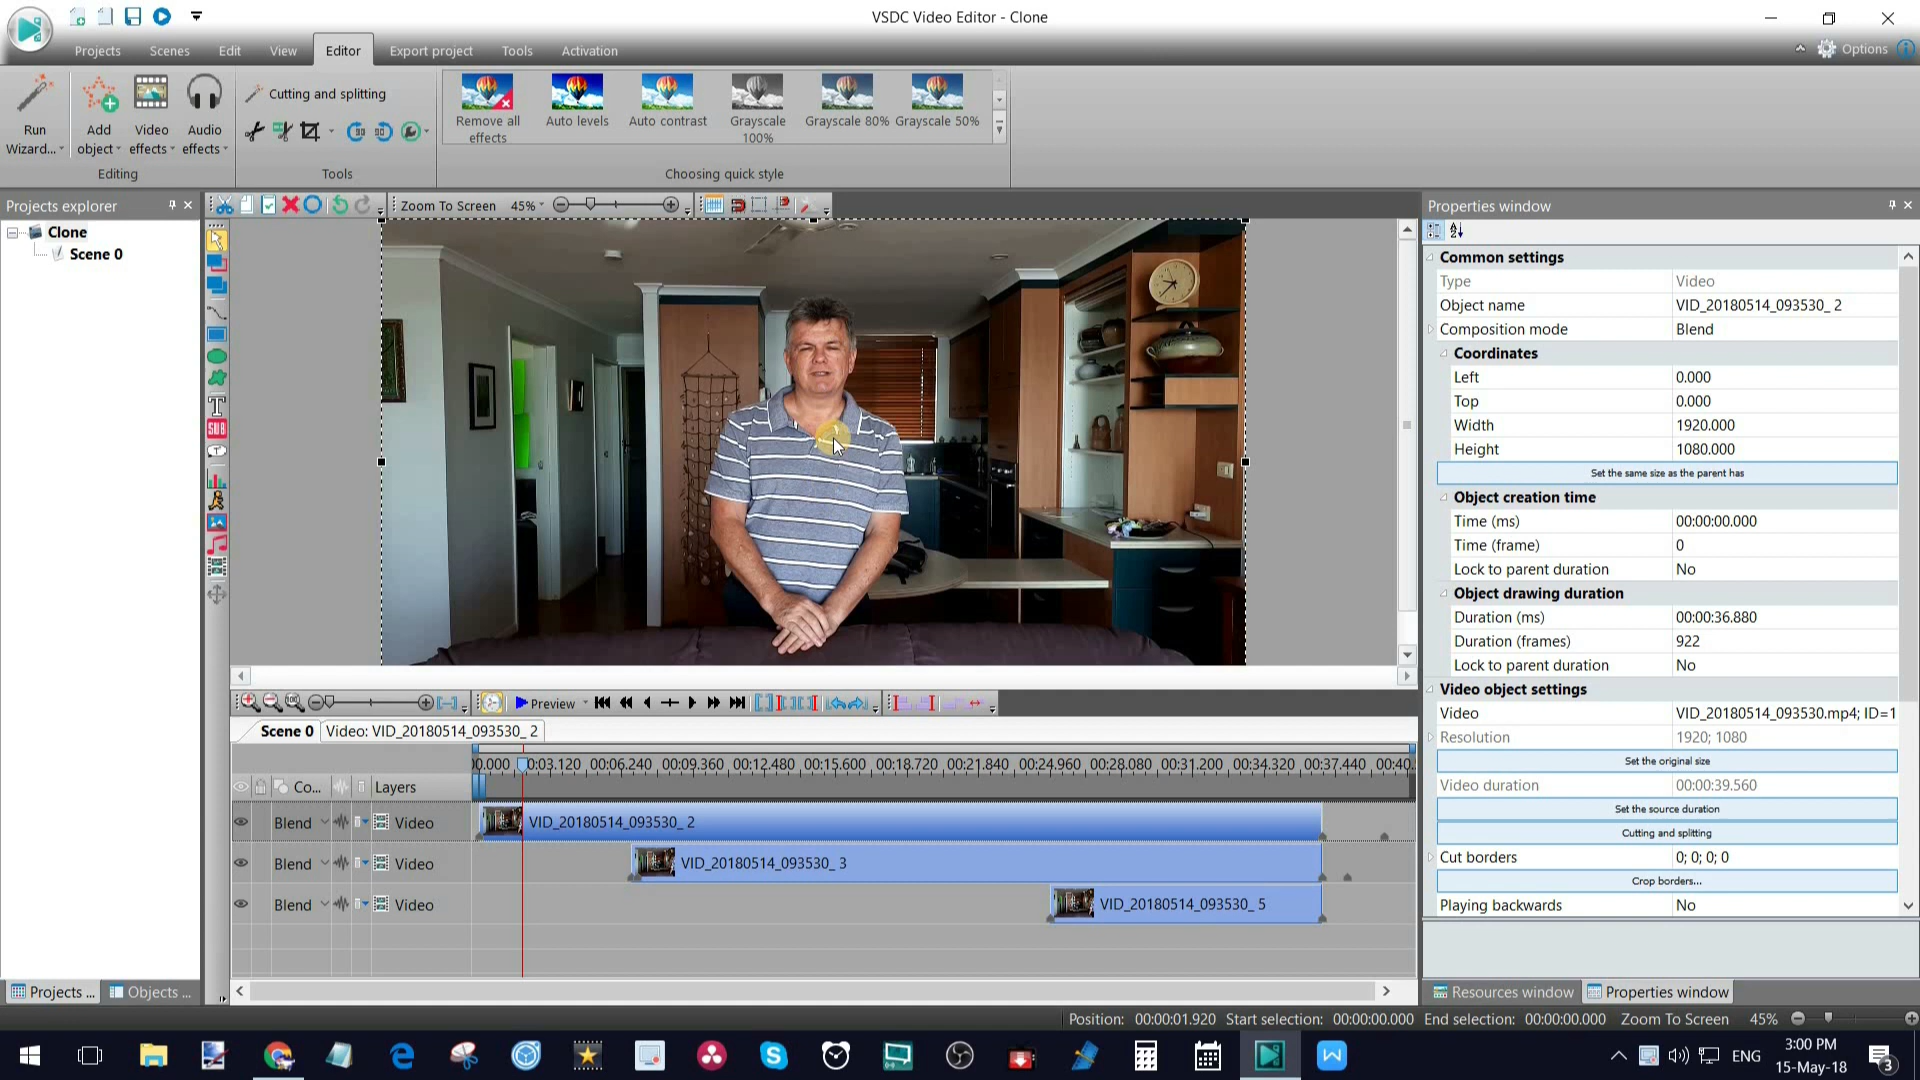 VSDC Video Editor - Clone
Projects
Scenes
Edit
View
Editor
Export project
Tools
Activation
Options
Run Wizard...
Add object
Video effects
Audio effects
Editing
Cutting and splitting
Tools
Remove all effects
Auto levels
Auto contrast
Grayscale 100%
Grayscale 80%
Grayscale 50%
Choosing quick style
Projects explorer
Clone
Scene 0
Zoom To Screen 45%
SUB
Properties window
Common settings
Type Video
Object name VID_20180514_093530_ 2
Composition mode Blend
Coordinates
Left 0.000
Top 0.000
Width 1920.000
Height 1080.000
Set the same size as the parent has
Object creation time
Time (ms) 00:00:00.000
Time (frame) 0
Lock to parent duration No
Object drawing duration
Duration (ms) 00:00:36.880
Duration (frames) 922
Lock to parent duration No
Video object settings
Video VID_20180514_093530.mp4; ID=1
Resolution 1920; 1080
Set the original size
Video duration 00:00:39.560
Set the source duration
Cutting and splitting
Cut borders 0; 0; 0; 0
Crop borders...
Playing backwards No
Preview
Scene 0
Video: VID_20180514_093530_ 2
00.000 00:03.120 00:06.240 00:09.360 00:12.480 00:15.600 00:18.720 00:21.840 00:24.960 00:28.080 00:31.200 00:34.320 00:37.440 00:40.
Co... Layers
Blend Video VID_20180514_093530_ 2
Blend Video VID_20180514_093530_ 3
Blend Video VID_20180514_093530_ 5
Projects ...
Objects ...
Resources window
Properties window
Position: 00:00:01.920 Start selection: 00:00:00.000 End selection: 00:00:00.000 Zoom To Screen 45%
ENG
3:00 PM
15-May-18
3